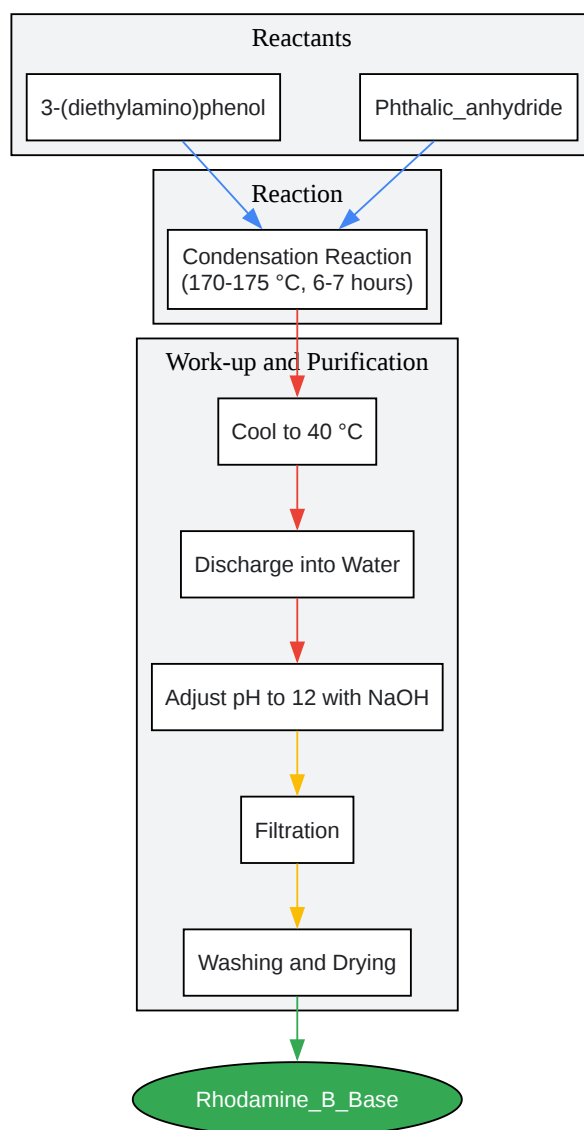 Reactants
3-(diethylamino)phenol
Phthalic_anhydride
Reaction
Condensation Reaction
(170-175 °C, 6-7 hours)
Work-up and Purification
Cool to 40 °C
Discharge into Water
Adjust pH to 12 with NaOH
Filtration
Washing and Drying
Rhodamine_B_Base